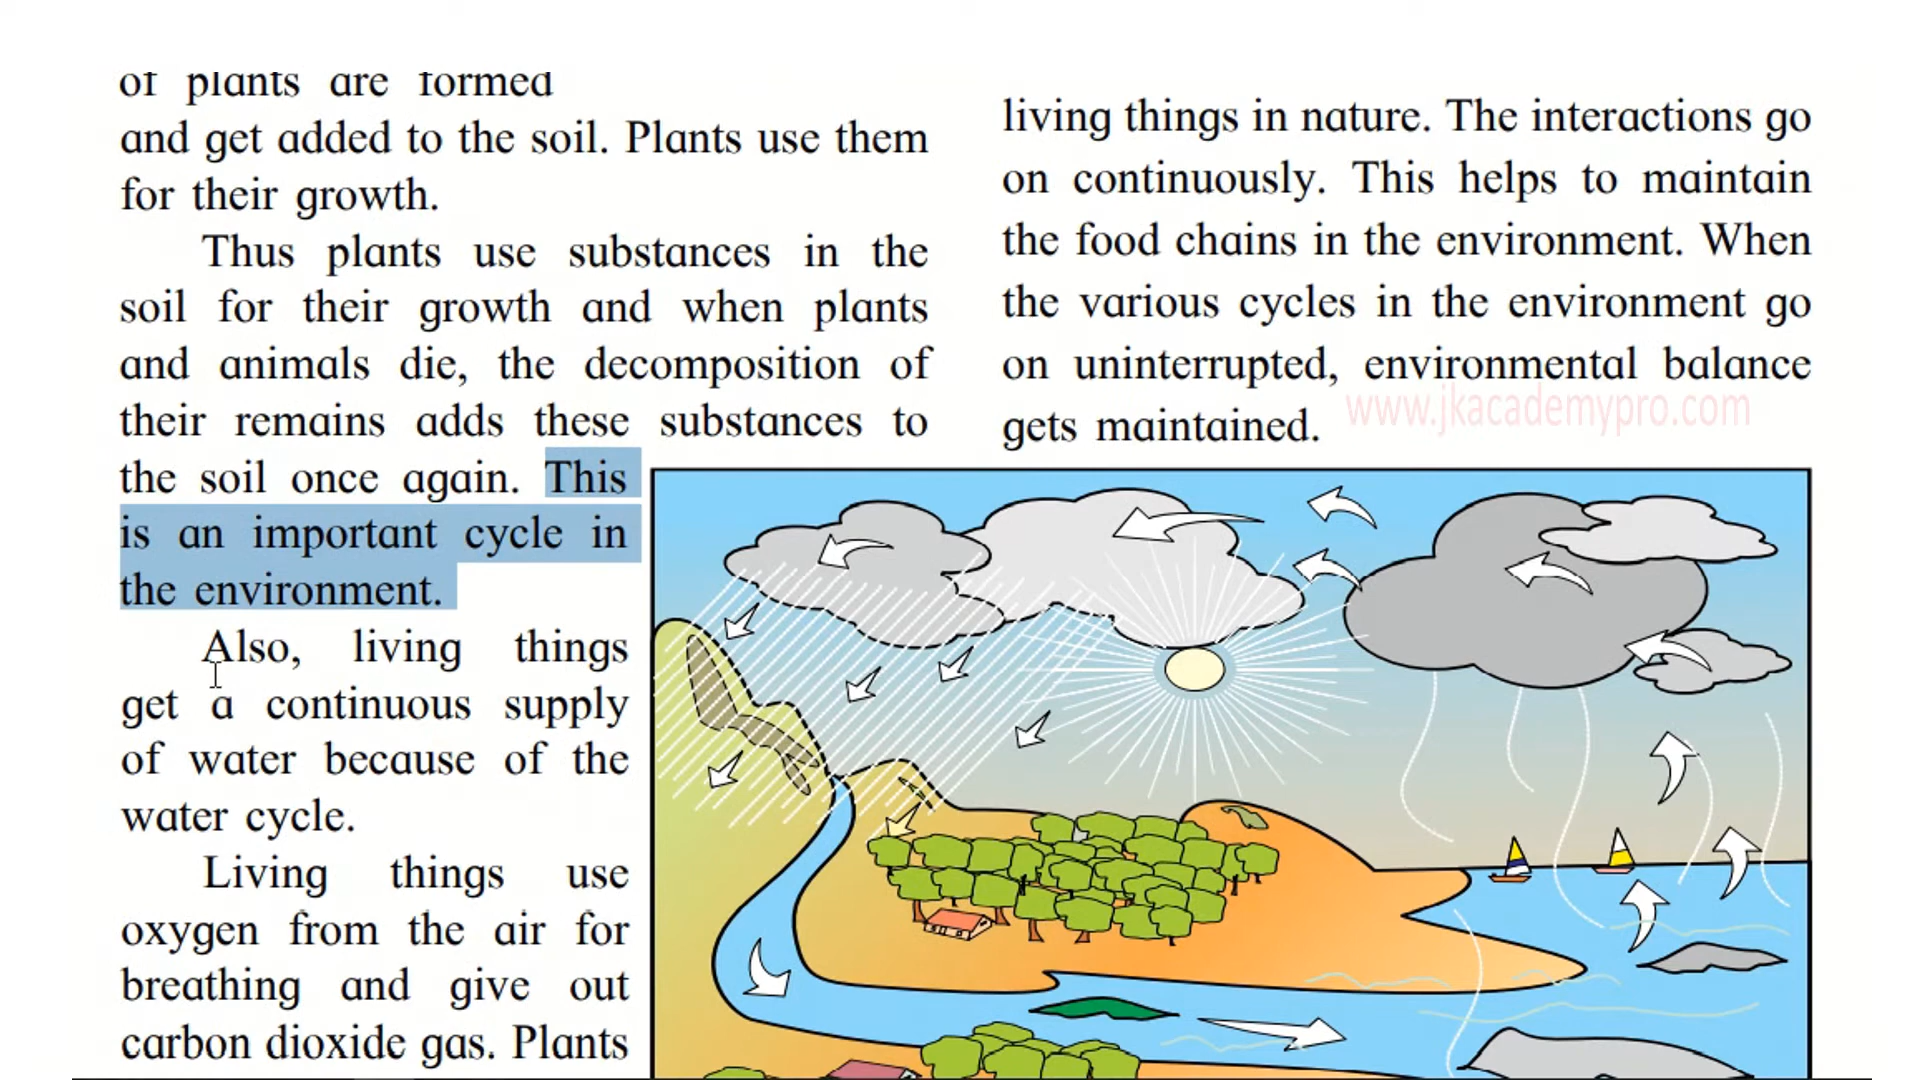 of plants are formed
and get added to the soil. Plants use them
for their growth.
Thus plants use substances in the
soil for their growth and when plants
and animals die, the decomposition of
their remains adds these substances to
the soil once again. This
is an important cycle in
the environment.
Also, living things
get a continuous supply
of water because of the
water cycle.
Living things use
oxygen from the air for
breathing and give out
carbon dioxide gas. Plants
living things in nature. The interactions go
on continuously. This helps to maintain
the food chains in the environment. When
the various cycles in the environment go
on uninterrupted, environmental balance
gets maintained.
www.jkacademypro.com